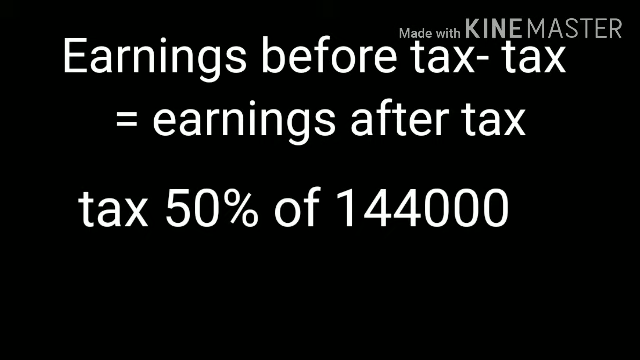 Made with KINEMASTER
Earnings before tax- tax
= earnings after tax
tax 50% of 144000